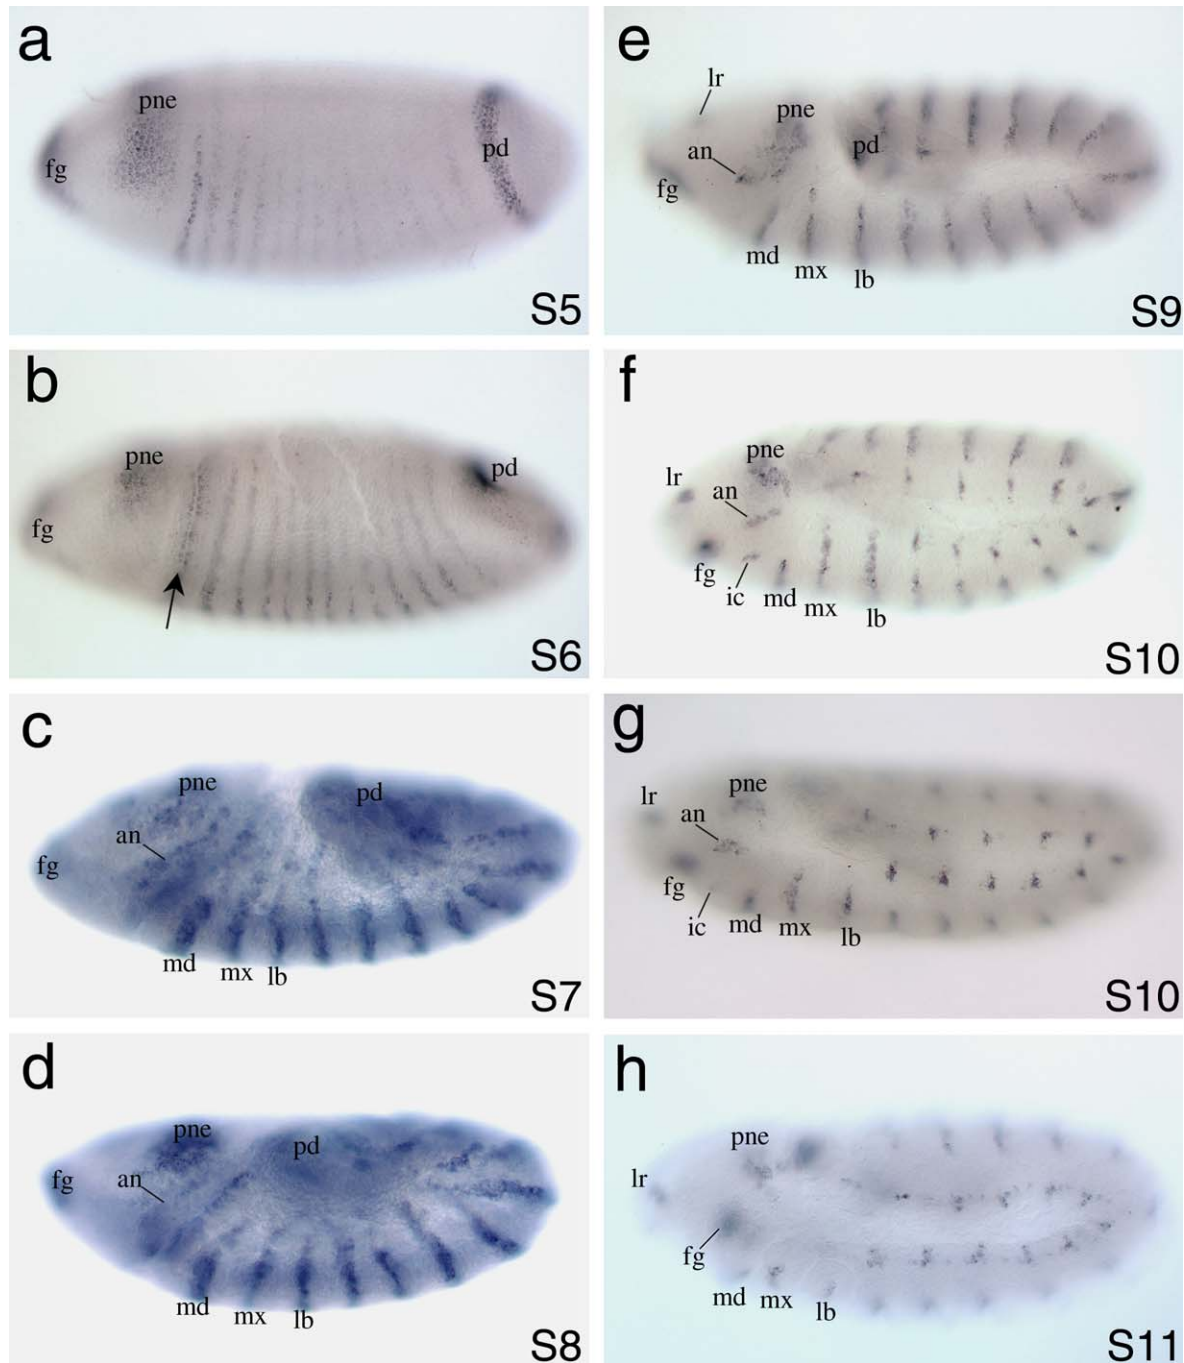 a
pne
fg
pd
S5
b
pne
pd
fg
S6
c
pne
pd
an
fg
md
mx
lb
S7
d
pne
pd
fg
an
md
mx
lb
S8
e
lr
pne
an
pd
fg
md
mx
lb
S9
f
pne
lr
an
fg
ic
md
mx
lb
S10
g
pne
lr
an
fg
ic
md
mx
lb
S10
h
pne
lr
fg
md
mx
lb
S11